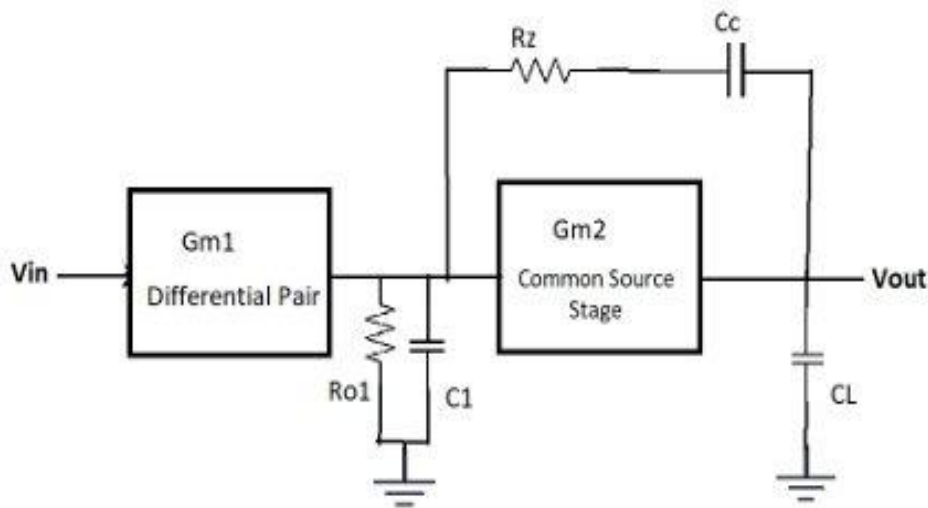 Rz
Cc
Gm1
Differential Pair
Gm2
Common Source
Stage
Vin
Vout
Ro1
C1
CL